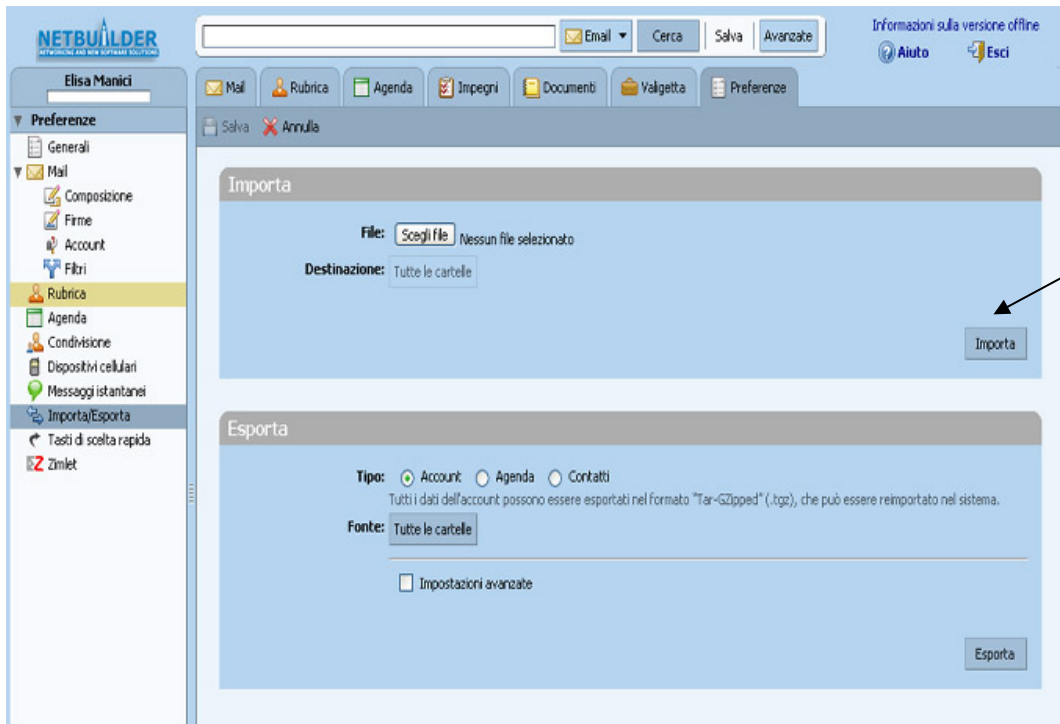 NETBUILDER
NETWORKING AND NEW SOFTWARE SOLUTIONS
Email
Cerca
Salva
Avanzate
Informazioni sulla versione offline
Aiuto
Esci
Elisa Manici
Mail
Rubrica
Agenda
Impegni
Documenti
Valigetta
Preferenze
Salva
Annulla
Preferenze
Generali
Mail
Composizione
Firme
Account
Filtri
Rubrica
Agenda
Condivisione
Dispositivi cellulari
Messaggi istantanei
Importa/Esporta
Tasti di scelta rapida
Zimlet
Importa
File: Scegli file Nessun file selezionato
Destinazione: Tutte le cartelle
Importa
Esporta
Tipo: Account Agenda Contatti
Tutti i dati dell'account possono essere esportati nel formato "Tar-GZipped" (.tgz), che può essere reimportato nel sistema.
Fonte: Tutte le cartelle
Impostazioni avanzate
Esporta